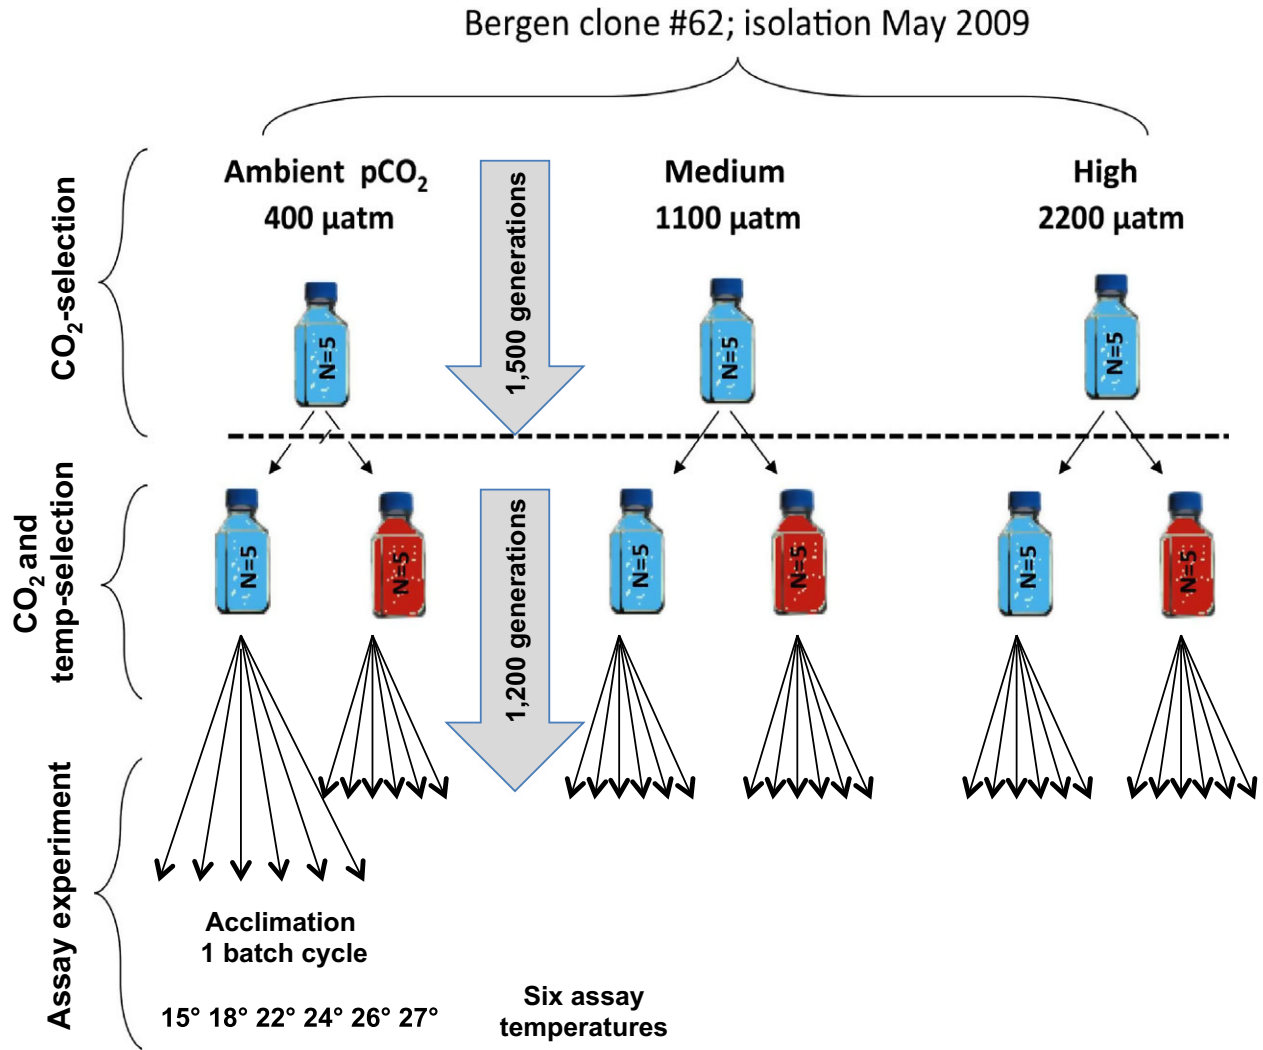 Bergen clone #62; isolation May 2009
CO₂-selection
Ambient pCO₂
400 µatm
1,500 generations
Medium
1100 µatm
High
2200 µatm
N=5
N=5
N=5
CO₂ and
temp-selection
N=5
N=5
1,200 generations
N=5
N=5
N=5
N=5
Assay experiment
Acclimation
1 batch cycle
15° 18° 22° 24° 26° 27°
Six assay
temperatures